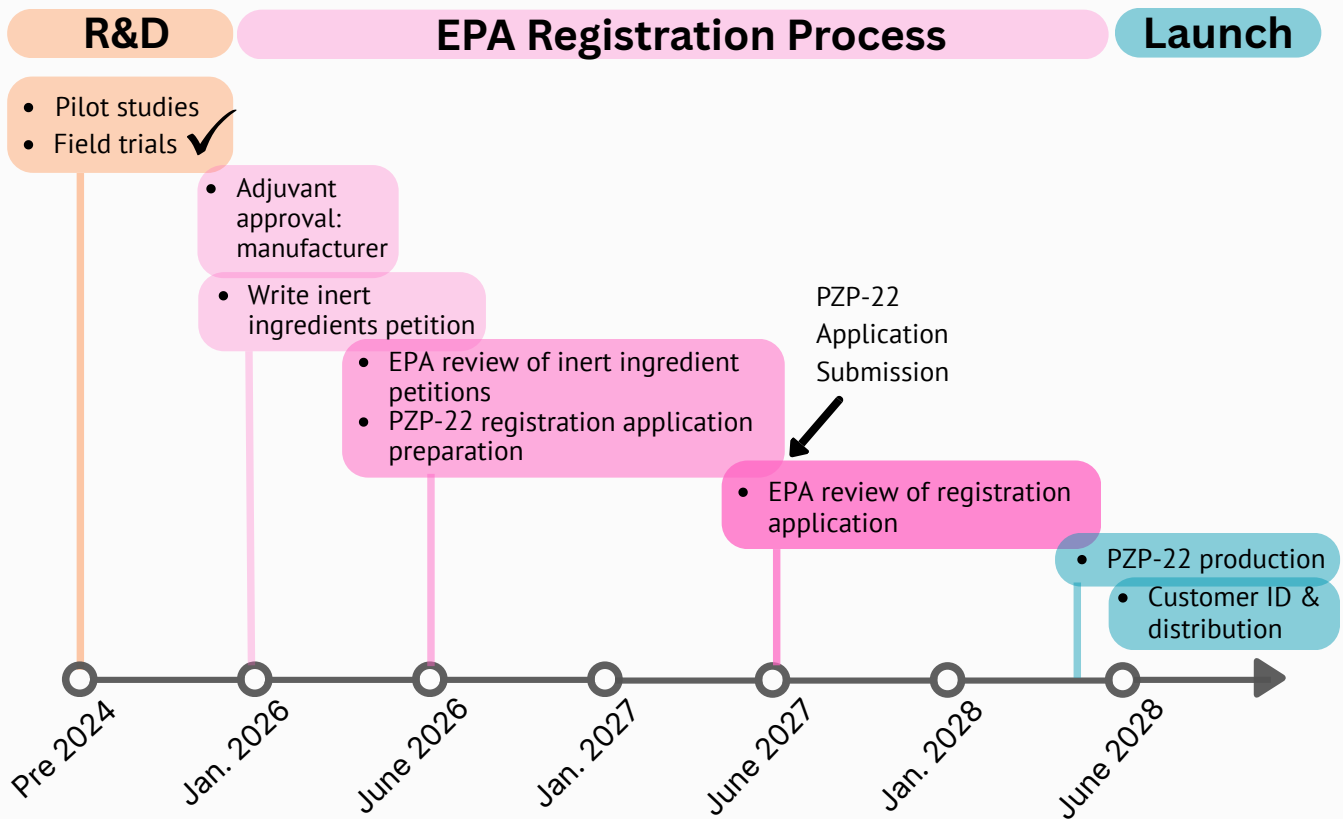 R&D
EPA Registration Process
Launch
• Pilot studies
• Field trials ✓
• Adjuvant
approval:
manufacturer
• Write inert
ingredients petition
• EPA review of inert ingredient
petitions
• PZP-22 registration application
preparation
PZP-22
Application
Submission
• EPA review of registration
application
• PZP-22 production
• Customer ID &
distribution
Pre 2024
Jan. 2026
June 2026
Jan. 2027
June 2027
Jan. 2028
June 2028